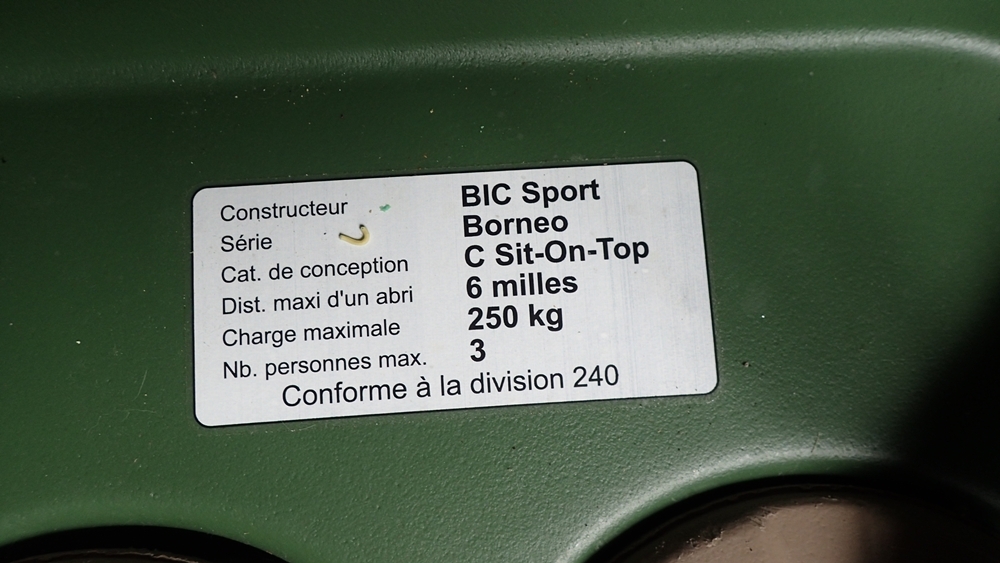 Constructeur BIC Sport
Série Borneo
Cat. de conception C Sit-On-Top
Dist. maxi d'un abri 6 milles
Charge maximale 250 kg
Nb. personnes max. 3
Conforme à la division 240